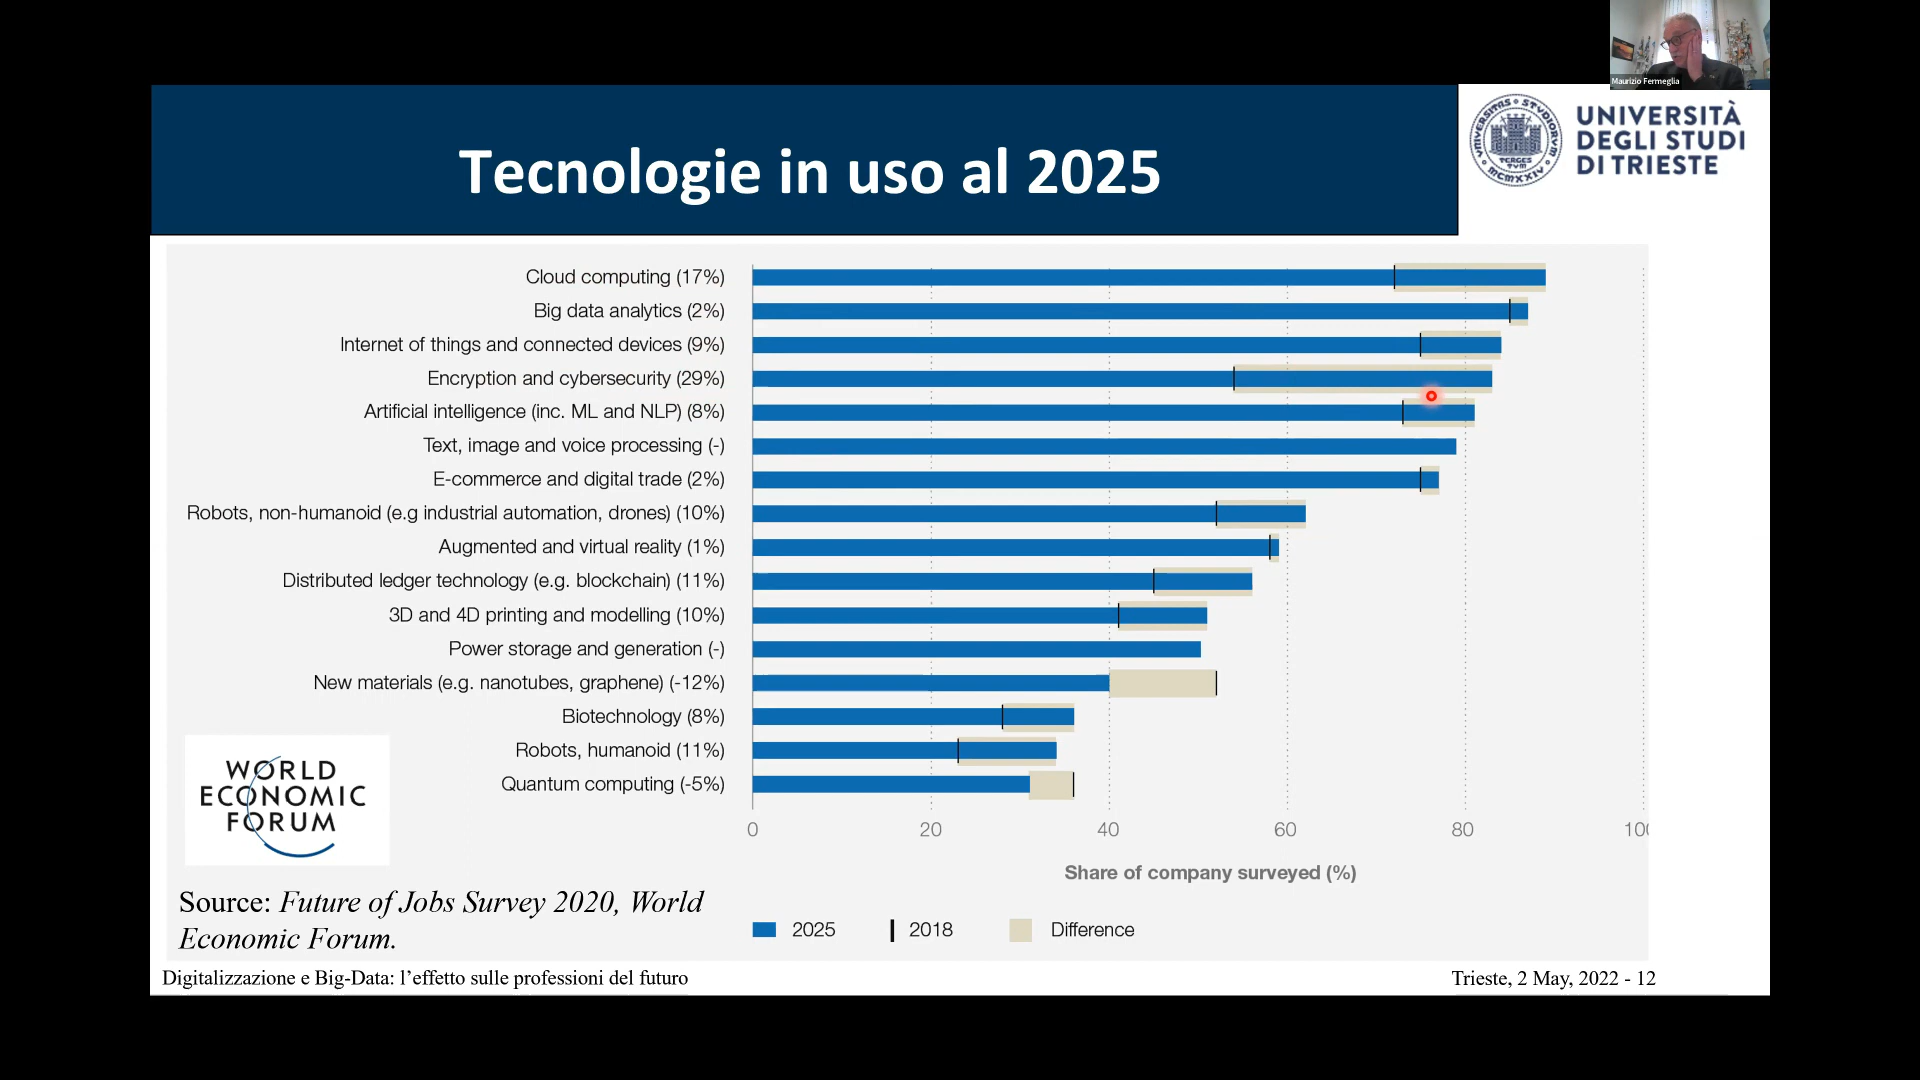 Maurizio Fermeglia
Tecnologie in uso al 2025
UNIVERSITÀ
DEGLI STUDI
DI TRIESTE
Cloud computing (17%)
Big data analytics (2%)
Internet of things and connected devices (9%)
Encryption and cybersecurity (29%)
Artificial intelligence (inc. ML and NLP) (8%)
Text, image and voice processing (-)
E-commerce and digital trade (2%)
Robots, non-humanoid (e.g industrial automation, drones) (10%)
Augmented and virtual reality (1%)
Distributed ledger technology (e.g. blockchain) (11%)
3D and 4D printing and modelling (10%)
Power storage and generation (-)
New materials (e.g. nanotubes, graphene) (-12%)
Biotechnology (8%)
Robots, humanoid (11%)
Quantum computing (-5%)
0 20 40 60 80
Share of company surveyed (%)
2025 2018 Difference
WORLD
ECONOMIC
FORUM
Source: Future of Jobs Survey 2020, World
Economic Forum.
Digitalizzazione e Big-Data: l’effetto sulle professioni del futuro
Trieste, 2 May, 2022 - 12